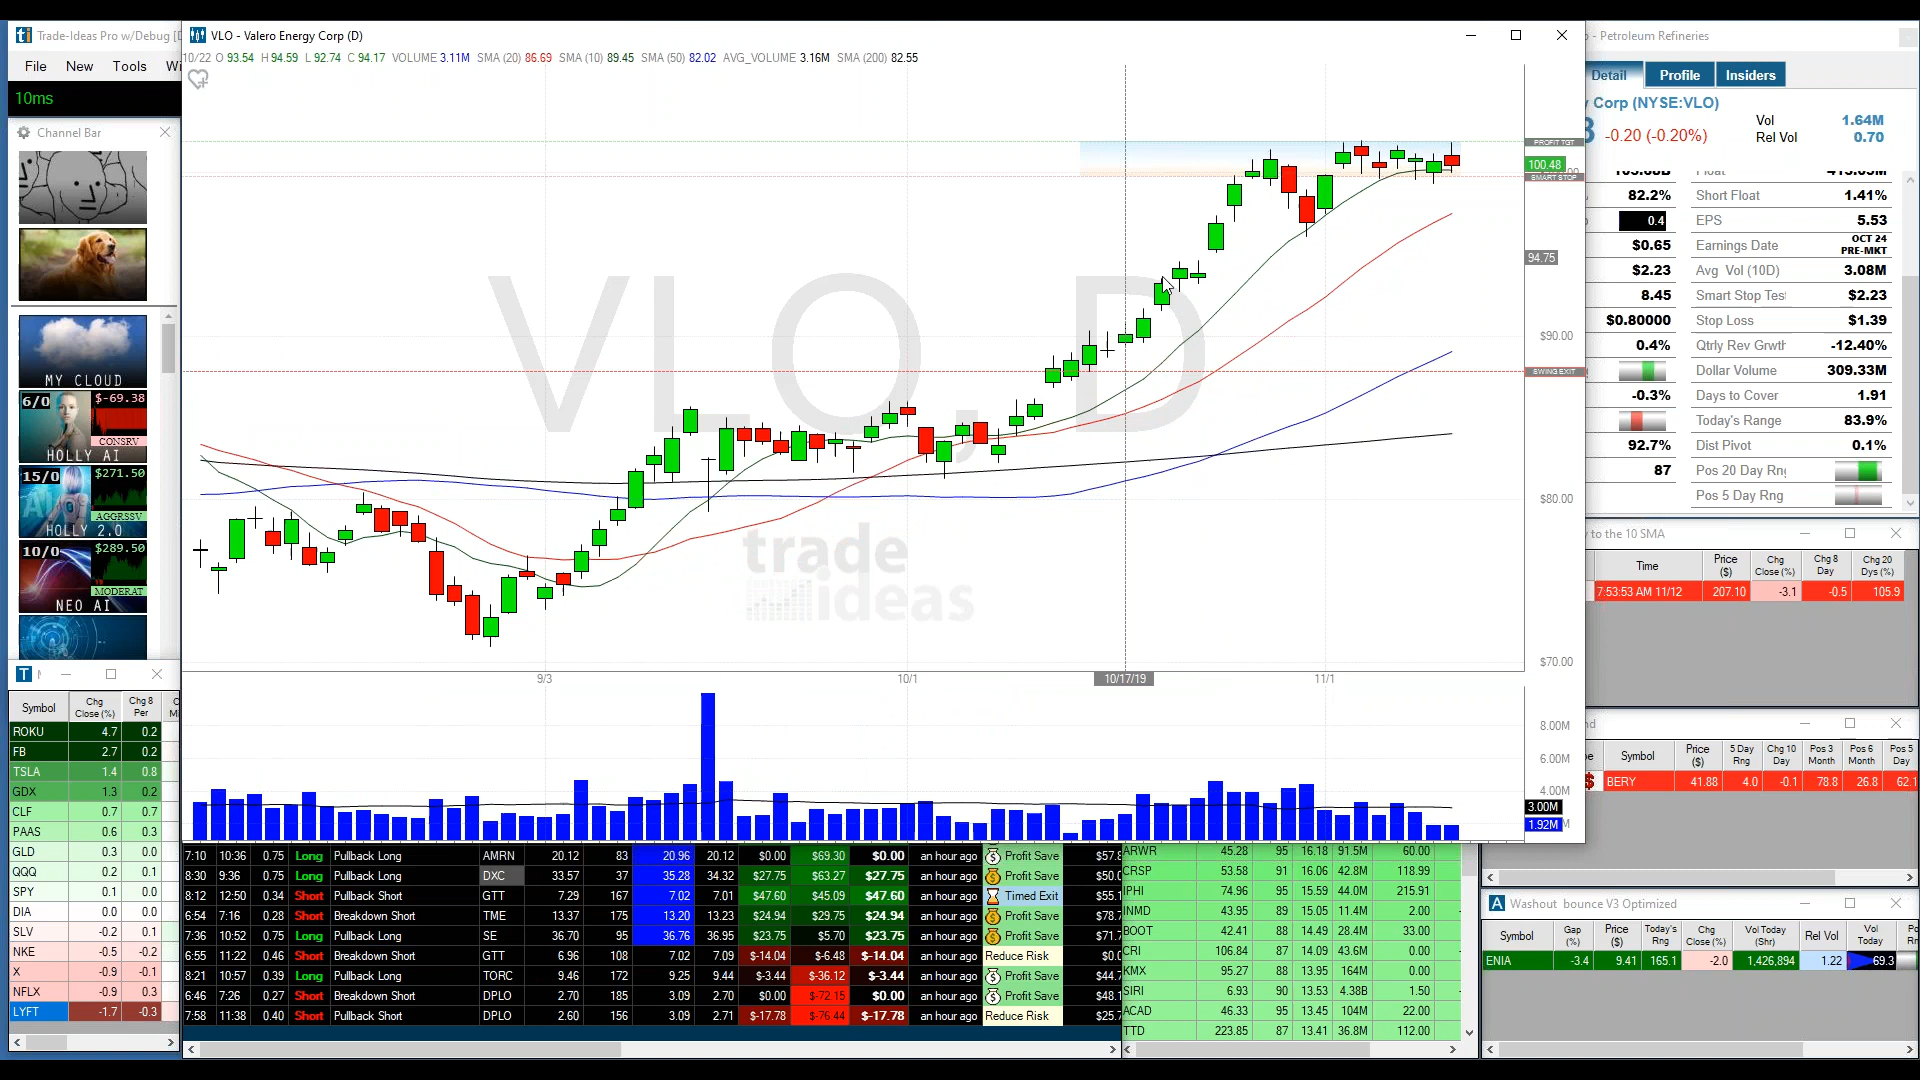 Trade-Ideas Pro w/Debug [D
File New Tools Wi
10ms
Channel Bar
MY CLOUD
6/0 $-69.38
CONSRV
HOLLY AI
15/0 $271.50
AGGRSSV
HOLLY 2.0
10/0 $289.50
MODERAT
NEO AI
Symbol Chg Close (%) Chg 8 Per
ROKU 4.7 0.2
FB 2.7 0.2
TSLA 1.4 0.8
GDX 1.3 0.2
CLF 0.7 0.7
PAAS 0.6 0.3
GLD 0.3 0.0
QQQ 0.2 0.1
SPY 0.1 0.0
DIA 0.0 0.0
SLV -0.2 0.1
NKE -0.5 -0.2
X -0.9 -0.1
NFLX -0.9 0.3
LYFT -1.7 -0.3
VLO - Valero Energy Corp (D)
10/22 O 93.54 H 94.59 L 92.74 C 94.17 VOLUME 3.11M SMA (20) 86.69 SMA (10) 89.45 SMA (50) 82.02 AVG_VOLUME 3.16M SMA (200) 82.55
VLO, D
trade ideas
PROFIT TGT
100.48
SMART STOP
94.75
$90.00
SWING EXIT
$80.00
$70.00
9/3 10/1 10/17/19 11/1
8.00M
6.00M
4.00M
3.00M
1.92M
7:10 10:36 0.75 Long Pullback Long AMRN 20.12 83 20.96 20.12 $0.00 $69.30 $0.00 an hour ago Profit Save $57.8
8:30 9:36 0.75 Long Pullback Long DXC 33.57 37 35.28 34.32 $27.75 $63.27 $27.75 an hour ago Profit Save $50.0
8:12 12:50 0.34 Short Pullback Short GTT 7.29 167 7.02 7.01 $47.60 $45.09 $47.60 an hour ago Timed Exit $55.1
6:54 7:16 0.28 Short Breakdown Short TME 13.37 175 13.20 13.23 $24.94 $29.75 $24.94 an hour ago Profit Save $78.7
7:36 10:52 0.75 Long Pullback Long SE 36.70 95 36.76 36.95 $23.75 $5.70 $23.75 an hour ago Profit Save $71.7
6:55 11:22 0.46 Short Breakdown Short GTT 6.96 108 7.02 7.09 $-14.04 $-6.48 $-14.04 an hour ago Reduce Risk $0.0
8:21 10:57 0.39 Long Pullback Long TORC 9.46 172 9.25 9.44 $-3.44 $-36.12 $-3.44 an hour ago Profit Save $44.7
6:46 7:26 0.27 Short Breakdown Short DPLO 2.70 185 3.09 2.70 $0.00 $-72.15 $0.00 an hour ago Profit Save $48.1
7:58 11:38 0.40 Short Pullback Short DPLO 2.60 156 3.09 2.71 $-17.78 $-76.44 $-17.78 an hour ago Reduce Risk $25.7
ARWR 45.28 95 16.18 91.5M 60.00
CRSP 53.58 91 16.06 42.8M 118.99
IPHI 74.96 95 15.59 44.0M 215.91
INMD 43.95 89 15.05 11.4M 2.00
BOOT 42.41 88 14.49 28.4M 33.00
CRI 106.84 87 14.09 43.6M 0.00
KMX 95.27 88 13.95 164M 0.00
SIRI 6.93 90 13.53 4.38B 1.50
ACAD 46.33 95 13.45 104M 22.00
TTD 223.85 87 13.41 36.8M 112.00
- Petroleum Refineries
Detail Profile Insiders
Corp (NYSE:VLO)
-0.20 (-0.20%)
Vol 1.64M
Rel Vol 0.70
82.2% Short Float 1.41%
0.4 EPS 5.53
$0.65 Earnings Date OCT 24 PRE-MKT
$2.23 Avg Vol (10D) 3.08M
8.45 Smart Stop Test $2.23
$0.80000 Stop Loss $1.39
0.4% Qtrly Rev Grwth -12.40%
Dollar Volume 309.33M
-0.3% Days to Cover 1.91
Today's Range 83.9%
92.7% Dist Pivot 0.1%
87 Pos 20 Day Rng
Pos 5 Day Rng
to the 10 SMA
Time Price ($) Chg Close (%) Chg 8 Day Chg 20 Dys (%)
7:53:53 AM 11/12 207.10 -3.1 -0.5 105.9
Symbol Price ($) 5 Day Rng Chg 10 Day Pos 3 Month Pos 6 Month Pos 5 Day
BERY 41.88 4.0 -0.1 78.8 26.8 62.1
Washout bounce V3 Optimized
Symbol Gap (%) Price ($) Today's Rng Chg Close (%) Vol Today (Shr) Rel Vol Vol Today
ENIA -3.4 9.41 165.1 -2.0 1,426,894 1.22 69.3